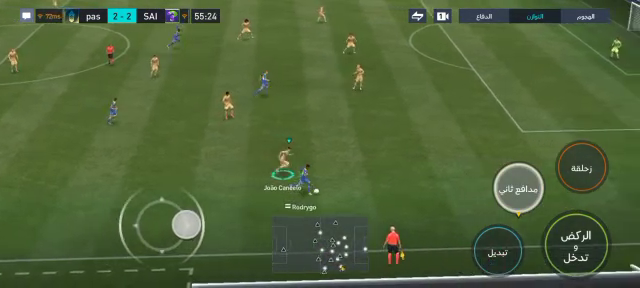 72ms pas 2 - 2 SAI 55:24
الدفاع التوازن الهجوم
João Cancelo
Rodrygo
زحلقة
مدافع ثاني
الركض
و
تدخل
تبديل